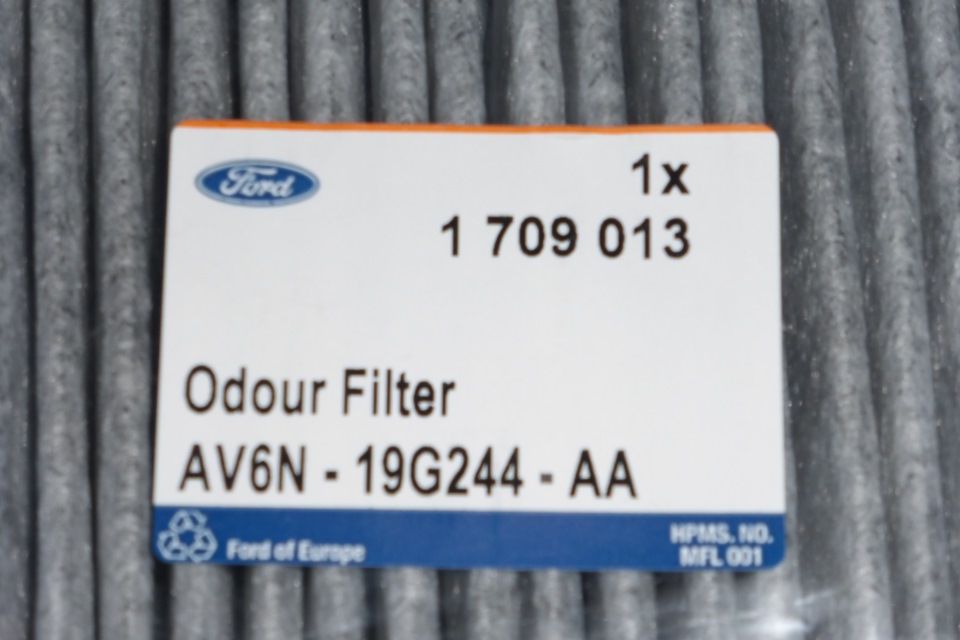 Ford
1x
1 709 013
Odour Filter
AV6N - 19G244 - AA
Ford of Europe
HPMS. NO.
MFL 001